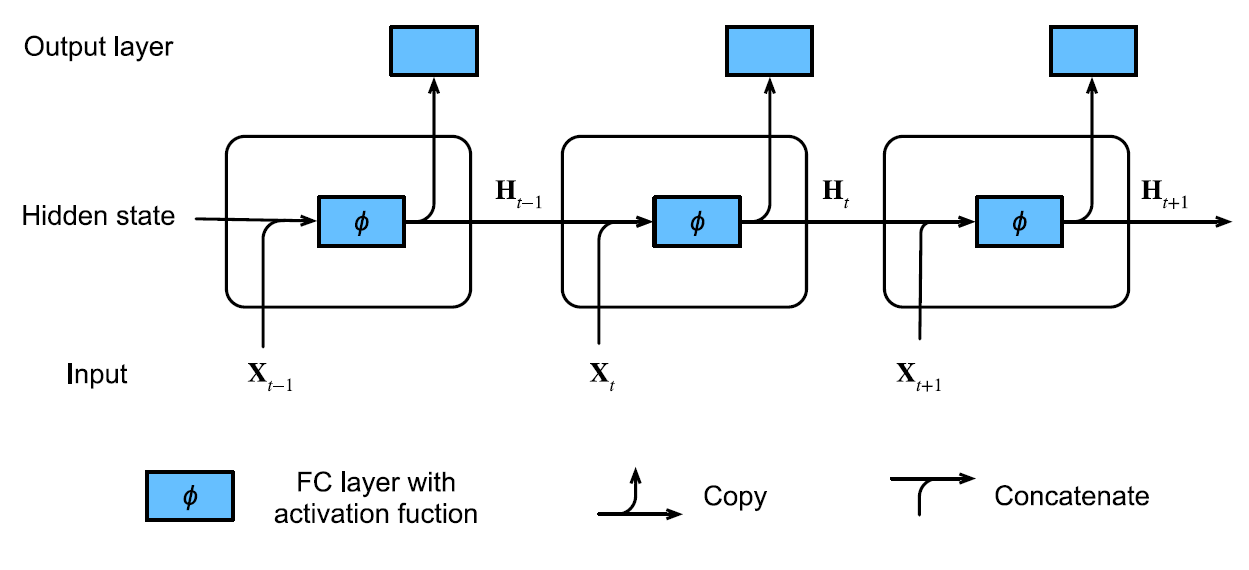 Output layer
Hidden state
ϕ
H_{t−1}
ϕ
H_t
ϕ
H_{t+1}
Input
X_{t−1}
X_t
X_{t+1}
ϕ
FC layer with
activation fuction
Copy
Concatenate